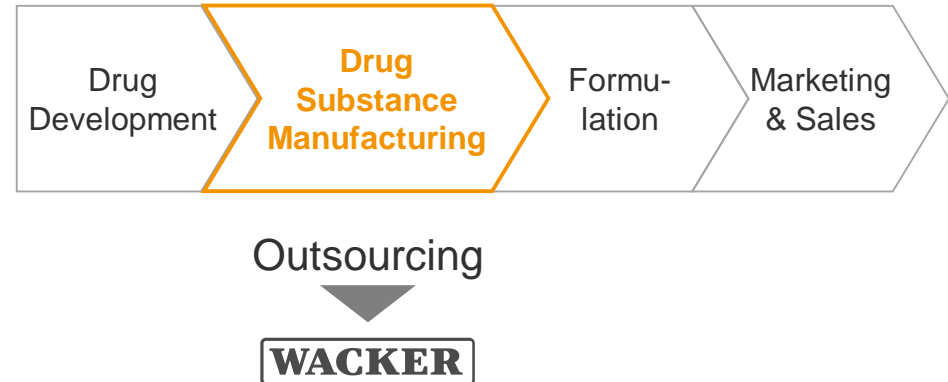 Drug
Development
Drug
Substance
Manufacturing
Formu-
lation
Marketing
& Sales
Outsourcing
WACKER